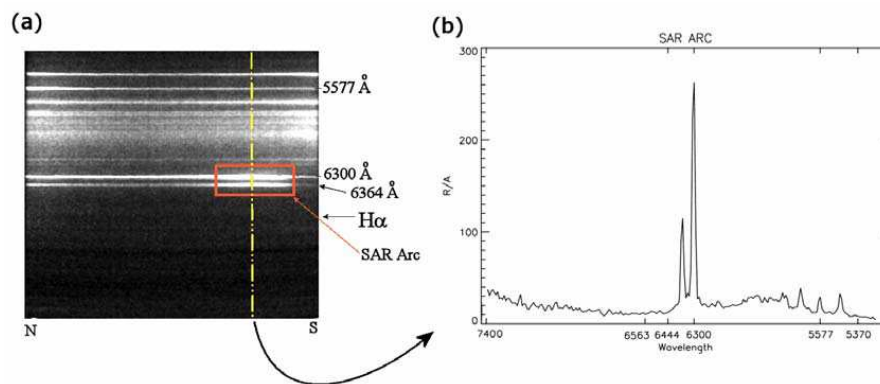 (a)
5577 Å
6300 Å
6364 Å
Hα
SAR Arc
N
S
(b)
SAR ARC
300
200
100
0
R/A
7400
6563
6444
6300
5577
5370
Wavelength